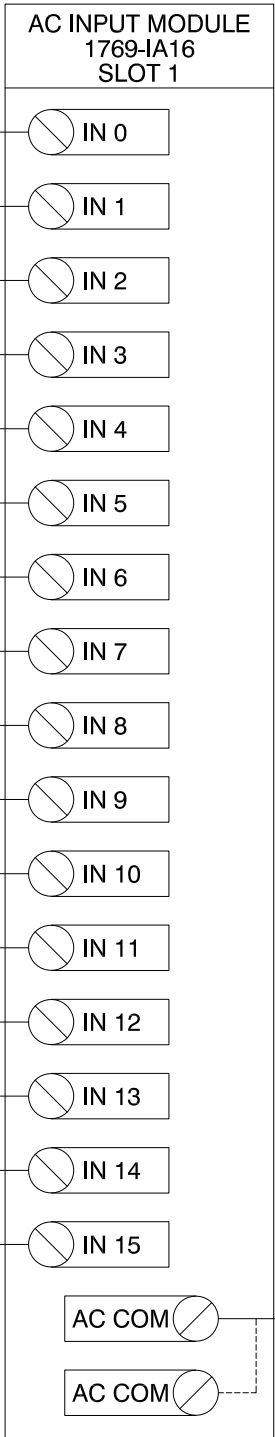 AC INPUT MODULE
1769-IA16
SLOT 1
IN 0
IN 1
IN 2
IN 3
IN 4
IN 5
IN 6
IN 7
IN 8
IN 9
IN 10
IN 11
IN 12
IN 13
IN 14
IN 15
AC COM
AC COM